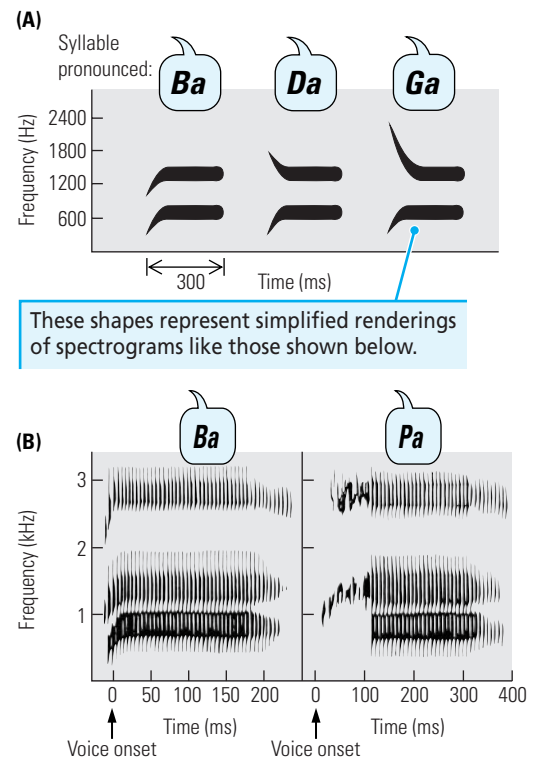 (A)
Syllable
pronounced:
Ba
Da
Ga
Frequency (Hz)
2400
1800
1200
600
300
Time (ms)
These shapes represent simplified renderings
of spectrograms like those shown below.
(B)
Ba
Pa
Frequency (kHz)
3
2
1
0 50 100 150 200
0 100 200 300 400
Time (ms)
Time (ms)
Voice onset
Voice onset